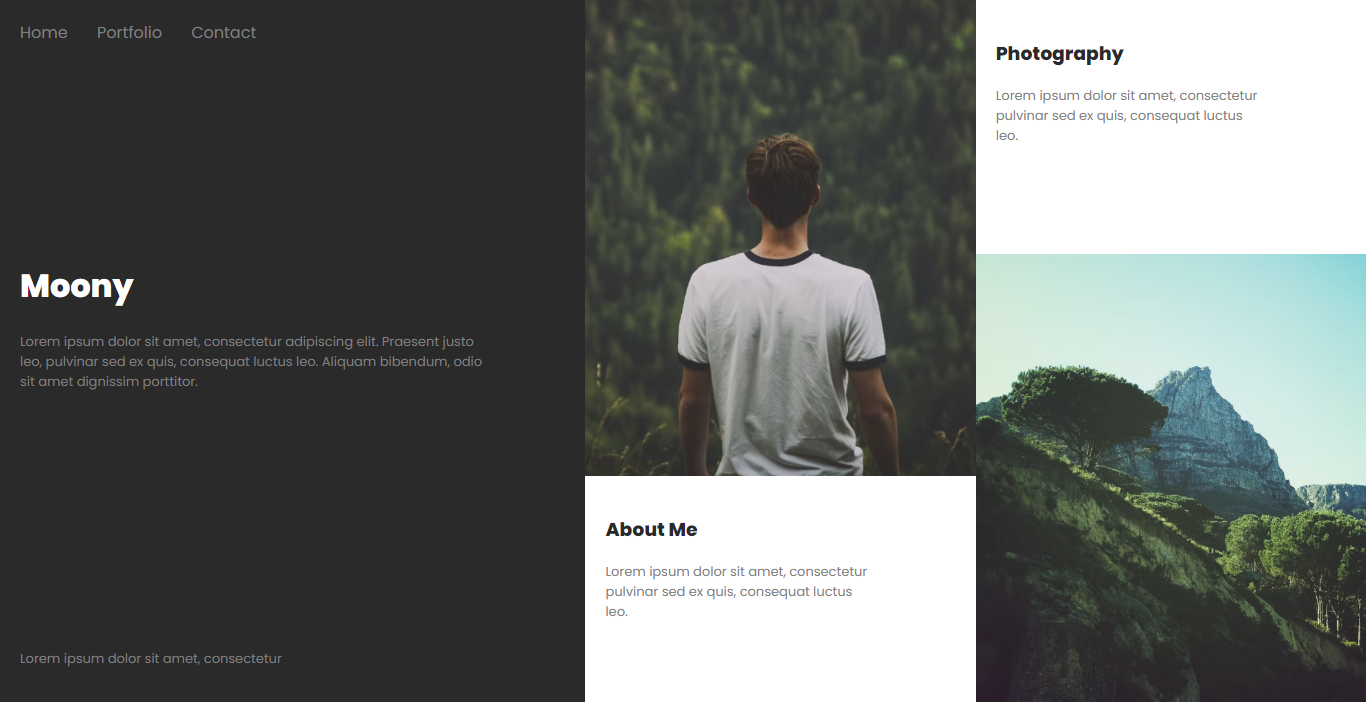 Home Portfolio Contact
Moony
Lorem ipsum dolor sit amet, consectetur adipiscing elit. Praesent justo
leo, pulvinar sed ex quis, consequat luctus leo. Aliquam bibendum, odio
sit amet dignissim porttitor.
Lorem ipsum dolor sit amet, consectetur
About Me
Lorem ipsum dolor sit amet, consectetur
pulvinar sed ex quis, consequat luctus
leo.
Photography
Lorem ipsum dolor sit amet, consectetur
pulvinar sed ex quis, consequat luctus
leo.